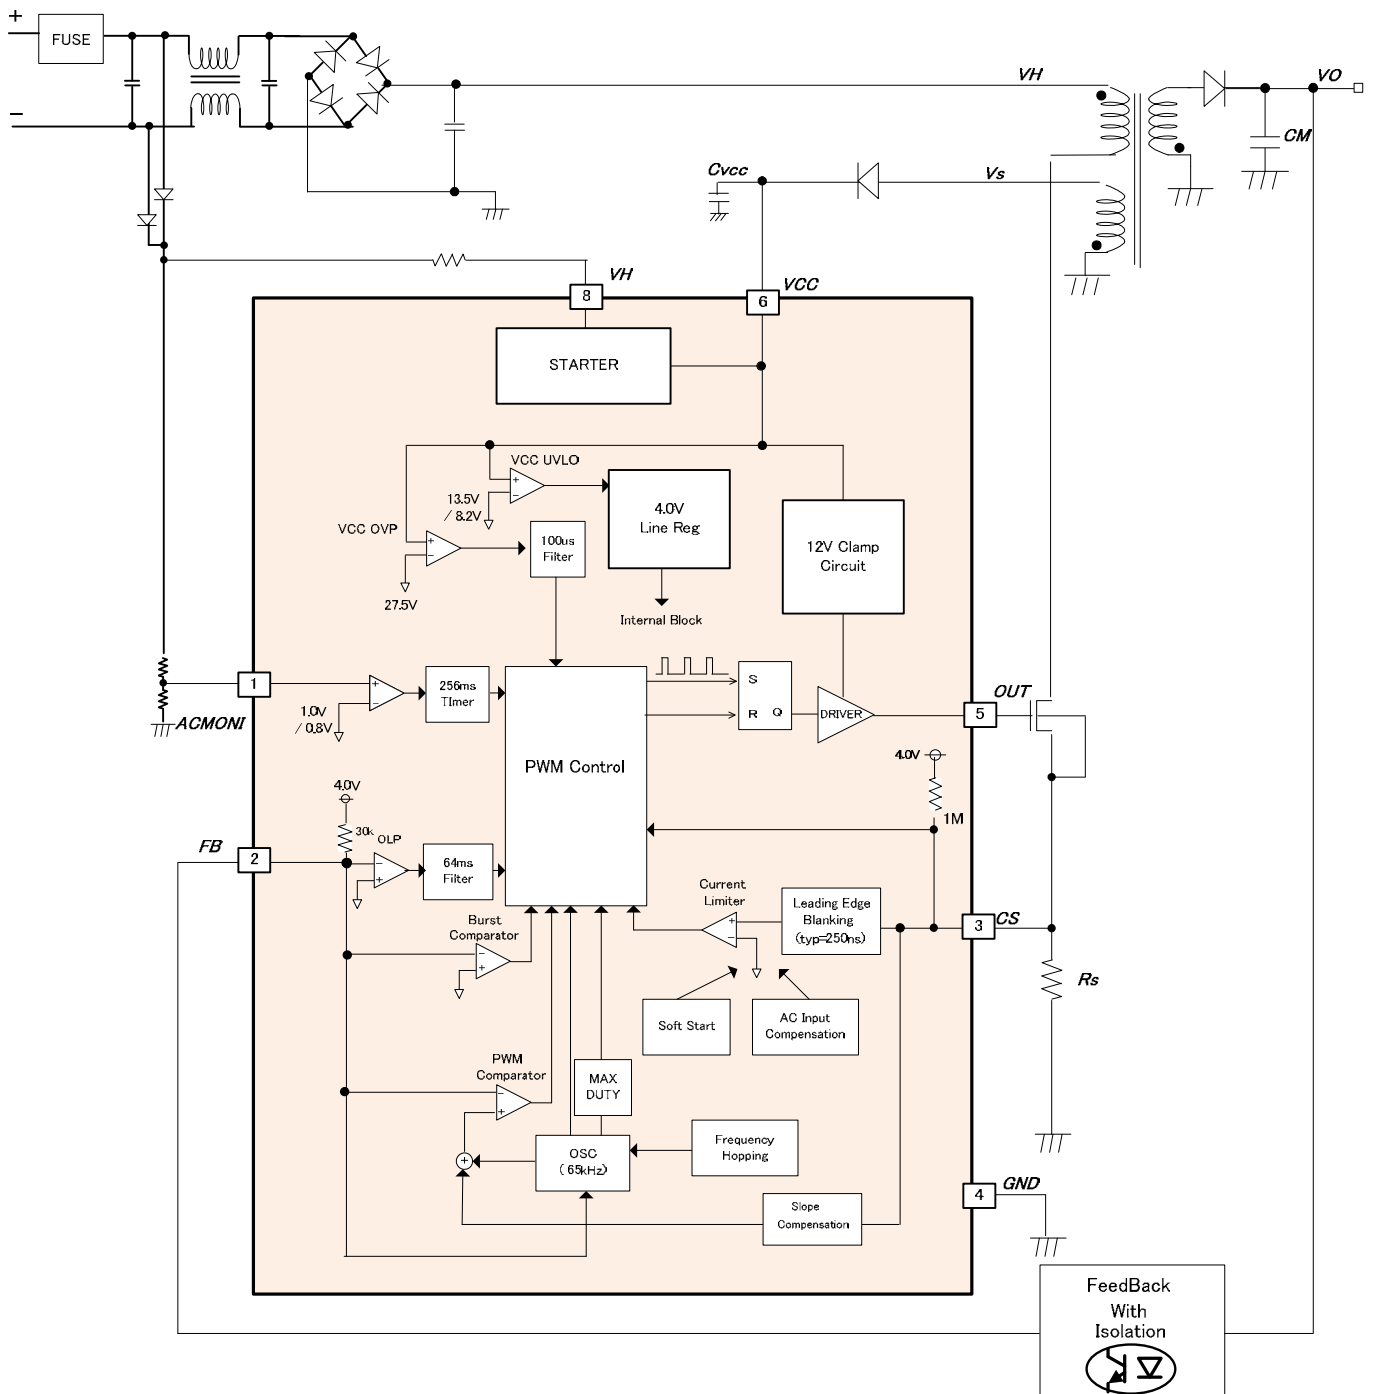 +
FUSE
−
VH
VO
CM
Cvcc
Vs
VH
VCC
8
6
STARTER
VCC UVLO
+
−
13.5V
/ 8.2V
4.0V
Line Reg
VCC OVP
+
−
27.5V
100us
Filter
12V Clamp
Circuit
Internal Block
1
ACMONI
+
−
1.0V
/ 0.8V
256ms
TImer
PWM Control
S
R
Q
DRIVER
5
OUT
4.0V
1M
4.0V
30k
OLP
FB
2
−
+
64ms
Filter
Burst
Comparator
−
+
Current
Limiter
+
−
Leading Edge
Blanking
(typ=250ns)
3
CS
Rs
Soft Start
AC Input
Compensation
PWM
Comparator
−
+
MAX
DUTY
+
OSC
( 65kHz)
Frequency
Hopping
Slope
Compensation
4
GND
FeedBack
With
Isolation